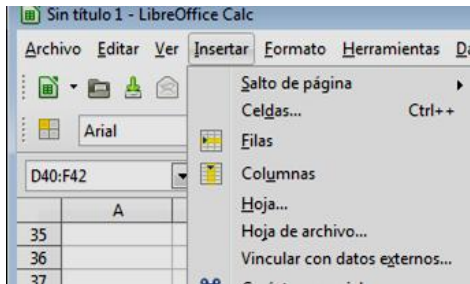 Sin título 1 - LibreOffice Calc
Archivo Editar Ver Insertar Formato Herramientas
Salto de página
Celdas... Ctrl++
Arial
Filas
D40:F42
Columnas
A
Hoja...
35
Hoja de archivo...
36
Vincular con datos externos...
37